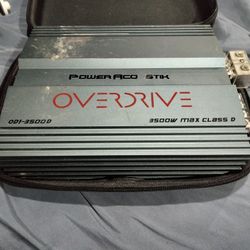 POWER ACOUSTIK
OVERDRIVE
OD1-3500D 3500W MAX CLASS D